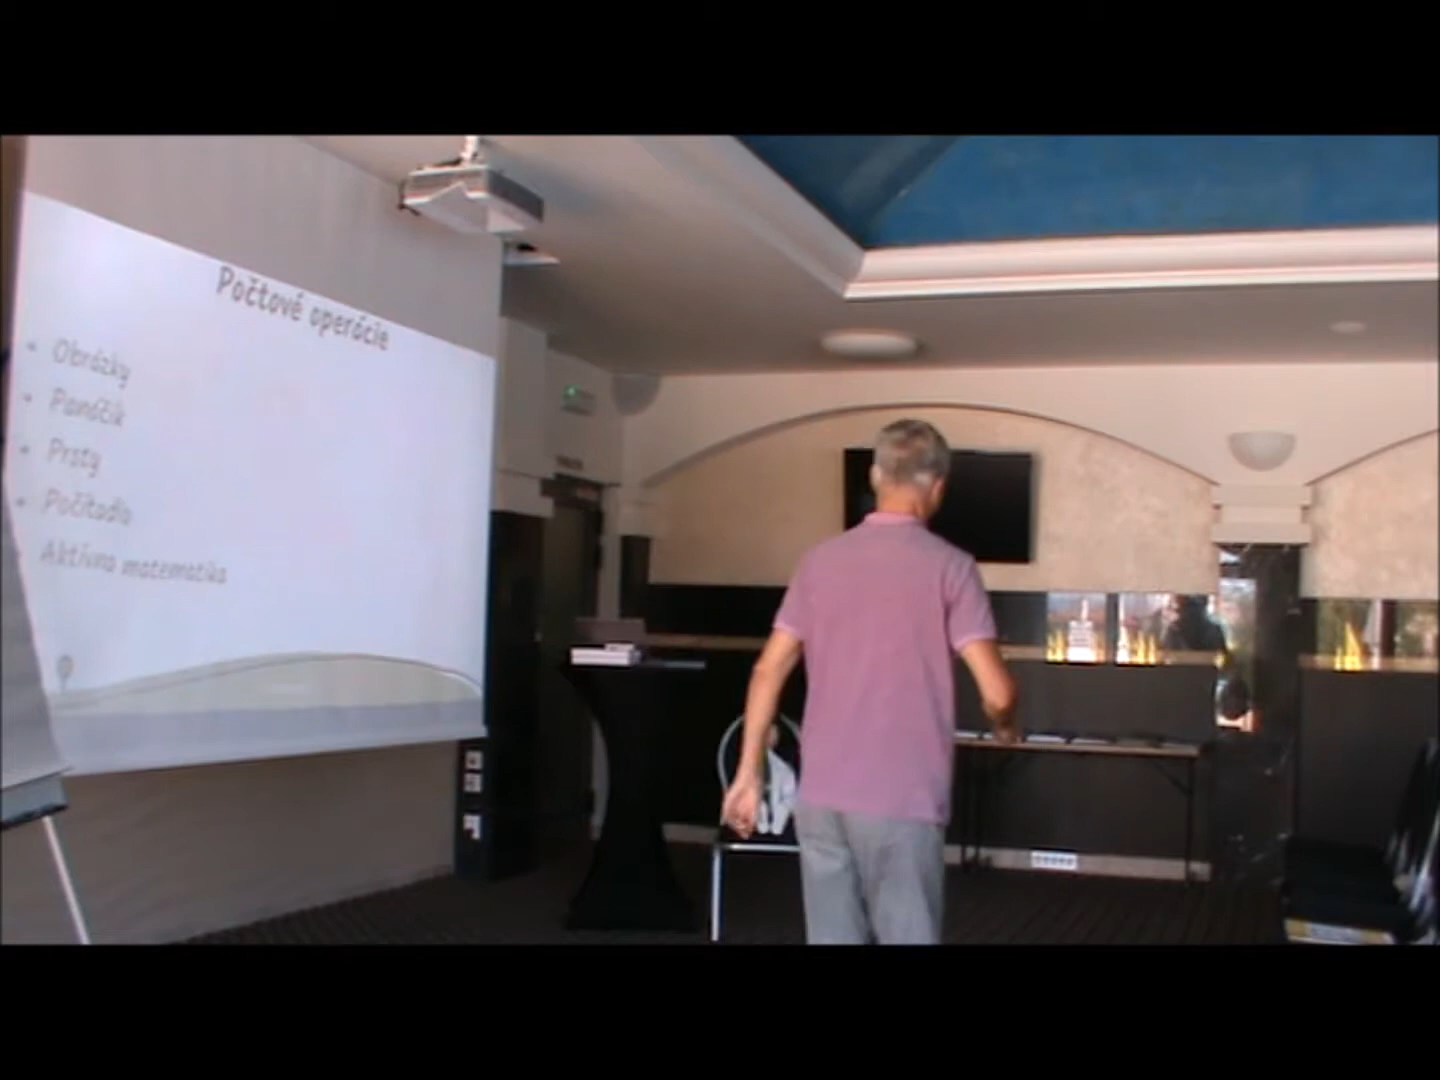 Počtové operácie
Obrázky
Panáčik
Prsty
Počítadlo
Aktívna matematika